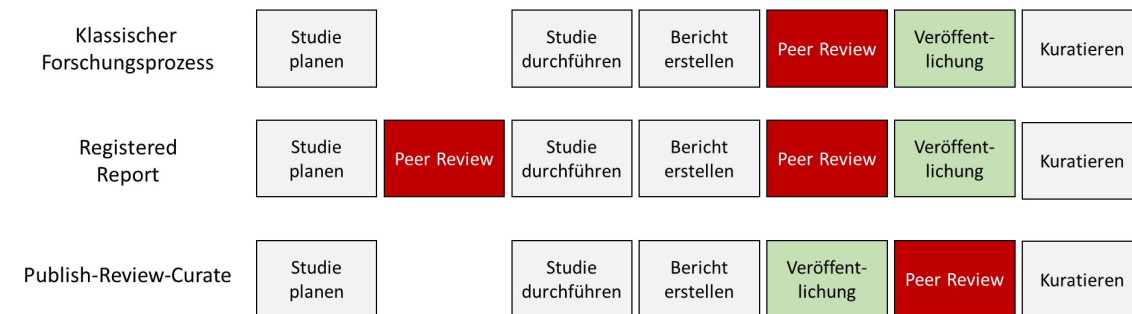 Klassischer
Forschungsprozess
Studie
planen
Studie
durchführen
Bericht
erstellen
Peer Review
Veröffent-
lichung
Kuratieren
Registered
Report
Studie
planen
Peer Review
Studie
durchführen
Bericht
erstellen
Peer Review
Veröffent-
lichung
Kuratieren
Publish-Review-Curate
Studie
planen
Studie
durchführen
Bericht
erstellen
Veröffent-
lichung
Peer Review
Kuratieren